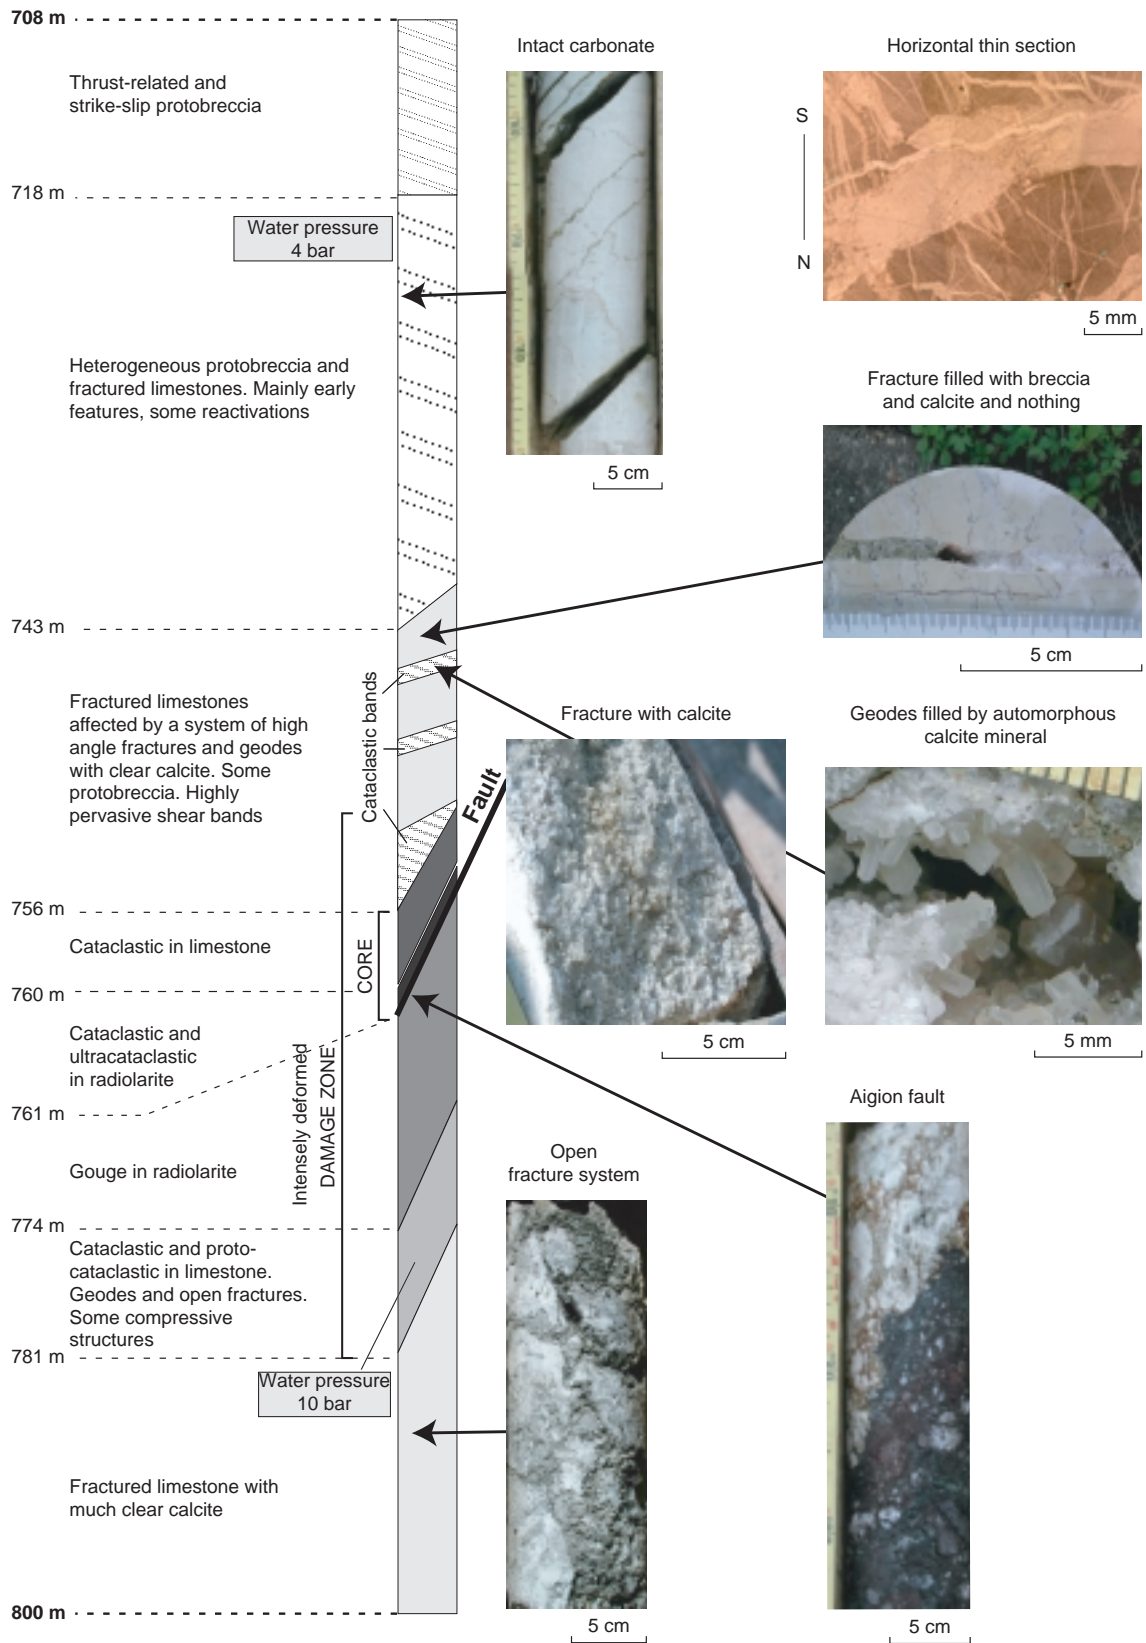 708 m
Thrust-related and
strike-slip protobreccia
718 m
Water pressure
4 bar
Heterogeneous protobreccia and
fractured limestones. Mainly early
features, some reactivations
743 m
Fractured limestones
affected by a system of high
angle fractures and geodes
with clear calcite. Some
protobreccia. Highly
pervasive shear bands
Cataclastic bands
Fault
756 m
Cataclastic in limestone
CORE
760 m
Cataclastic and
ultracataclastic
in radiolarite
761 m
Intensely deformed
DAMAGE ZONE
Gouge in radiolarite
774 m
Cataclastic and proto-
cataclastic in limestone.
Geodes and open fractures.
Some compressive
structures
781 m
Water pressure
10 bar
Fractured limestone with
much clear calcite
800 m
Intact carbonate
5 cm
Horizontal thin section
S
N
5 mm
Fracture filled with breccia
and calcite and nothing
5 cm
Fracture with calcite
5 cm
Geodes filled by automorphous
calcite mineral
5 mm
Open
fracture system
5 cm
Aigion fault
5 cm